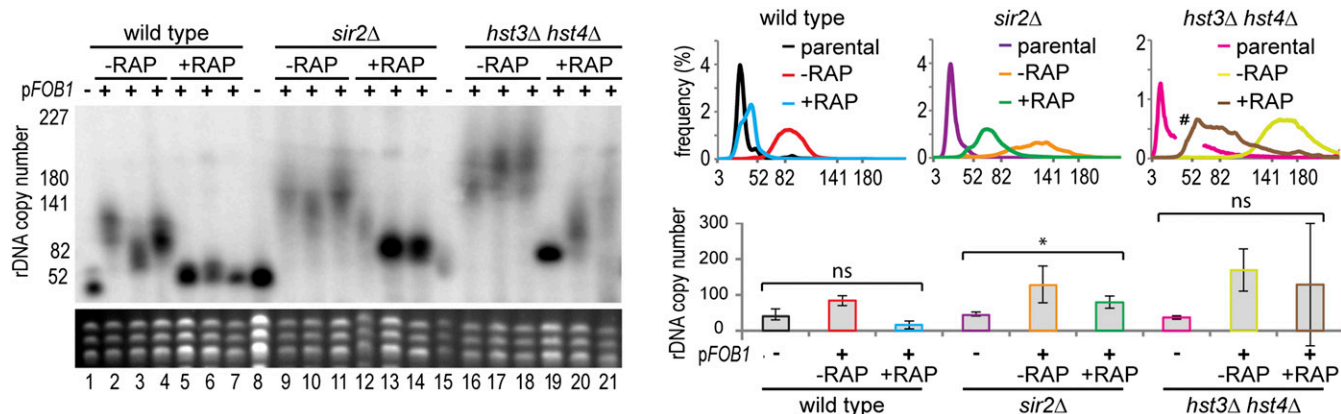 wild type sir2Δ hst3Δ hst4Δ
-RAP +RAP -RAP +RAP -RAP +RAP
pFOB1 - + + + + + + - + + + + + + - + + + + + +
rDNA copy number
227
180
141
82
52
1 2 3 4 5 6 7 8 9 10 11 12 13 14 15 16 17 18 19 20 21
wild type
parental
-RAP
+RAP
frequency (%)
6
4
2
0
3 52 82 141 180
sir2Δ
parental
-RAP
+RAP
6
4
2
0
3 52 82 141 180
hst3Δ hst4Δ
parental
-RAP
+RAP
#
2
1
0
3 52 82 141 180
rDNA copy number
300
200
100
0
ns * ns
pFOB1 - + + - + + - + +
-RAP +RAP -RAP +RAP -RAP +RAP
wild type sir2Δ hst3Δ hst4Δ